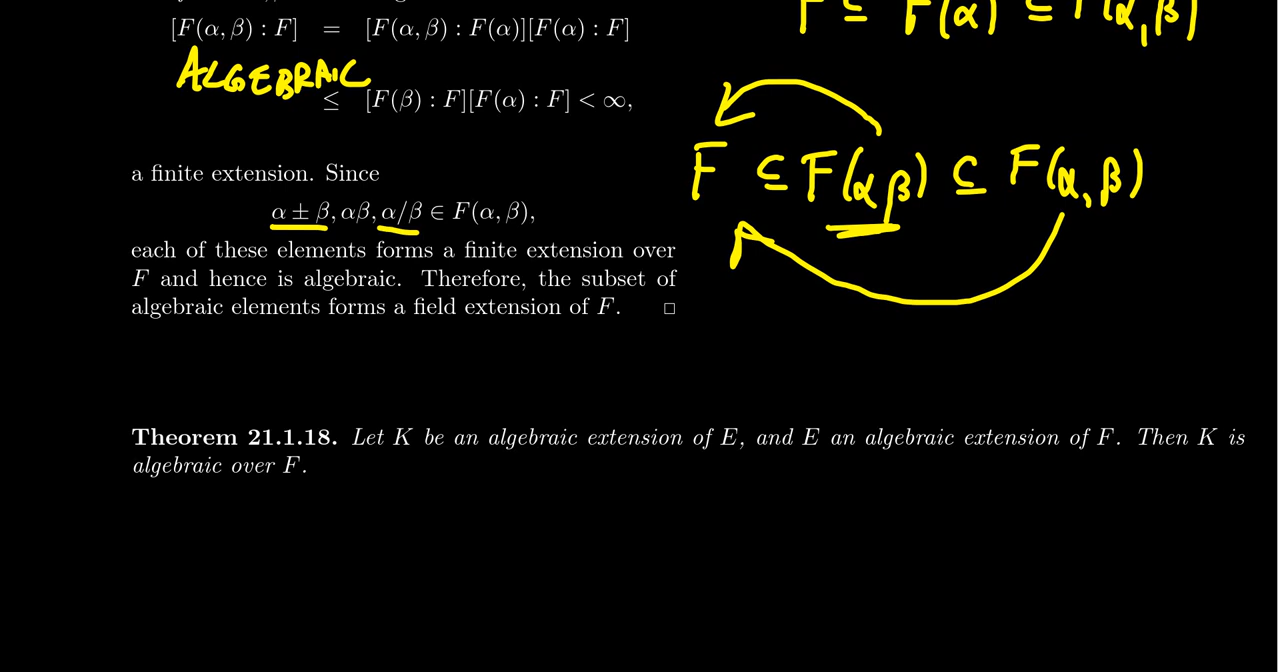 F ⊆ F(α) ⊆ F(α, β)
[F(α, β) : F] = [F(α, β) : F(α)][F(α) : F]
ALGEBRAIC
≤ [F(β) : F][F(α) : F] < ∞,
F ⊆ F(αβ) ⊆ F(α, β)
a finite extension. Since
α ± β, αβ, α/β ∈ F(α, β),
each of these elements forms a finite extension over
F and hence is algebraic. Therefore, the subset of
algebraic elements forms a field extension of F. □
Theorem 21.1.18. Let K be an algebraic extension of E, and E an algebraic extension of F. Then K is
algebraic over F.